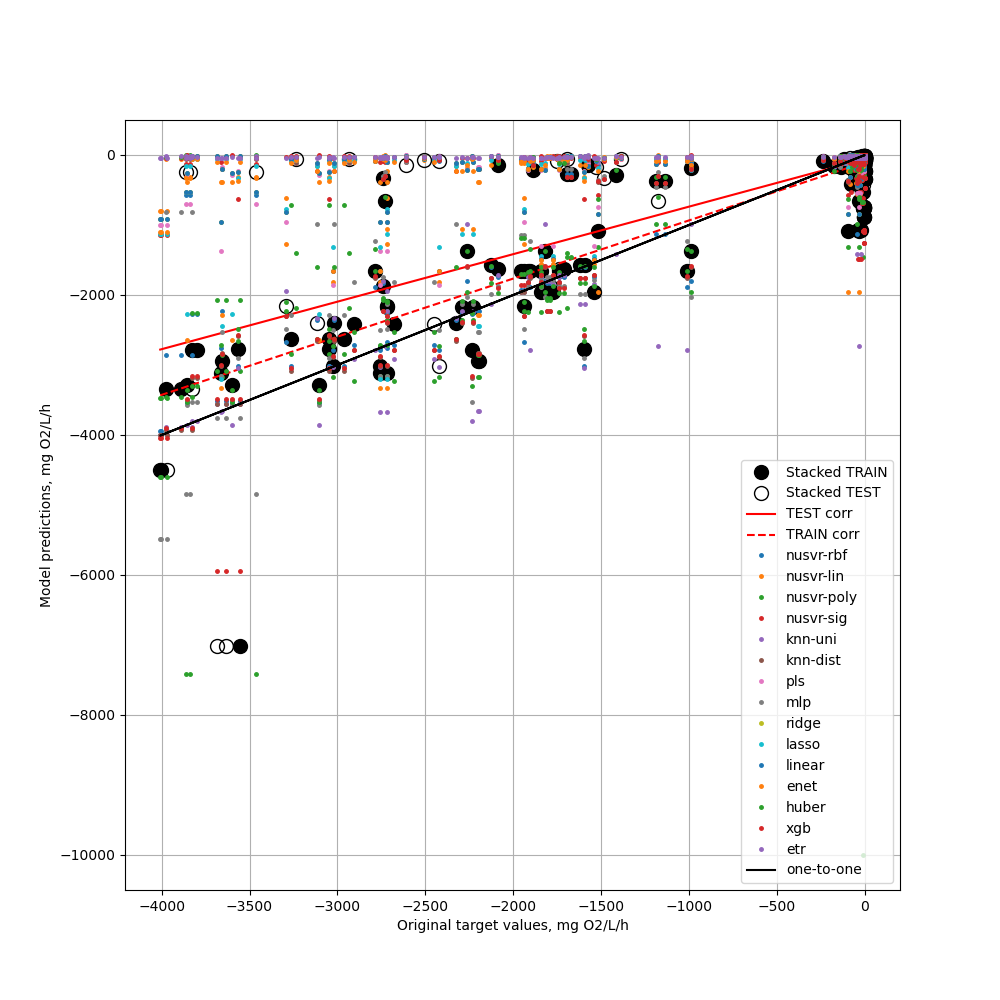 0
−2000
−4000
−6000
−8000
−10000
Model predictions, mg O2/L/h
Stacked TRAIN
Stacked TEST
TEST corr
TRAIN corr
nusvr-rbf
nusvr-lin
nusvr-poly
nusvr-sig
knn-uni
knn-dist
pls
mlp
ridge
lasso
linear
enet
huber
xgb
etr
one-to-one
−4000 −3500 −3000 −2500 −2000 −1500 −1000 −500 0
Original target values, mg O2/L/h